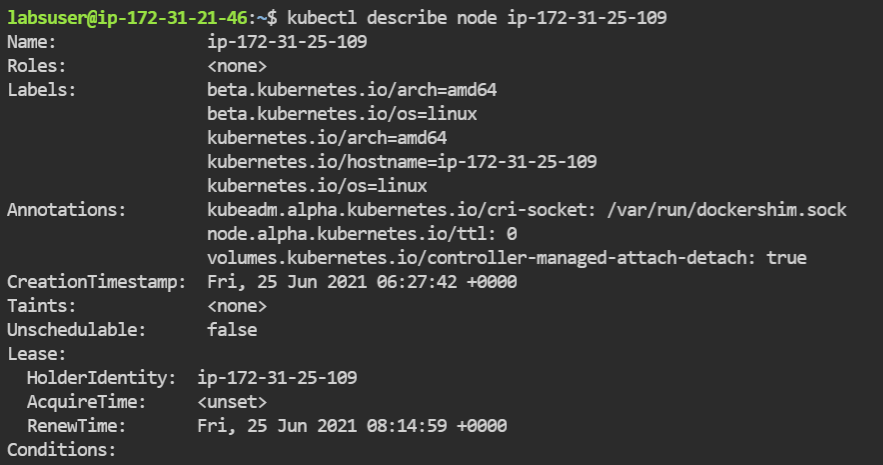 labsuser@ip-172-31-21-46:~$ kubectl describe node ip-172-31-25-109
Name:               ip-172-31-25-109
Roles:              <none>
Labels:             beta.kubernetes.io/arch=amd64
                    beta.kubernetes.io/os=linux
                    kubernetes.io/arch=amd64
                    kubernetes.io/hostname=ip-172-31-25-109
                    kubernetes.io/os=linux
Annotations:        kubeadm.alpha.kubernetes.io/cri-socket: /var/run/dockershim.sock
                    node.alpha.kubernetes.io/ttl: 0
                    volumes.kubernetes.io/controller-managed-attach-detach: true
CreationTimestamp:  Fri, 25 Jun 2021 06:27:42 +0000
Taints:             <none>
Unschedulable:      false
Lease:
  HolderIdentity:  ip-172-31-25-109
  AcquireTime:     <unset>
  RenewTime:       Fri, 25 Jun 2021 08:14:59 +0000
Conditions: